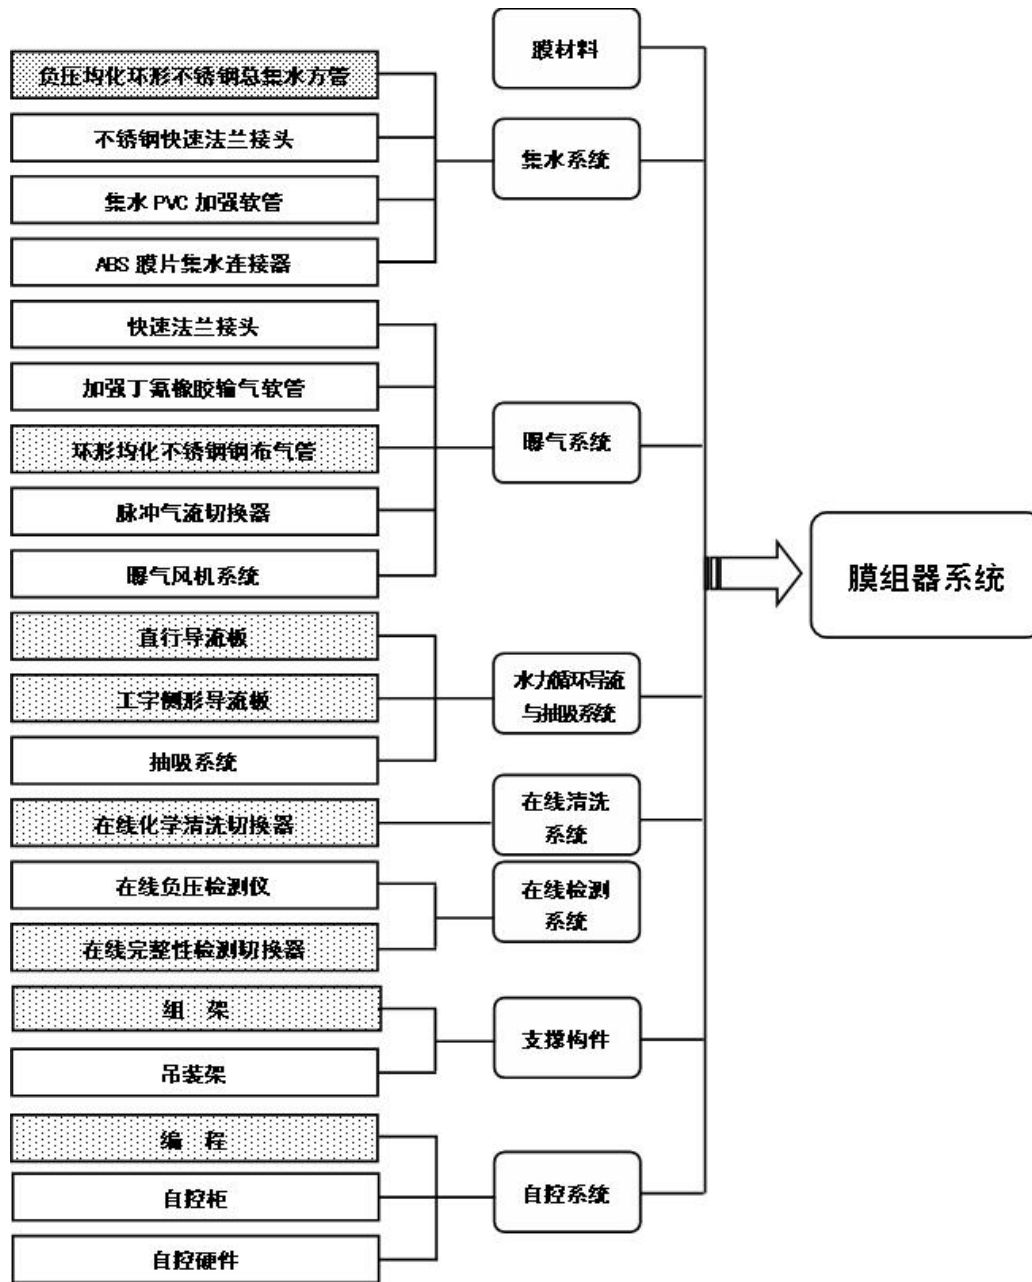 膜材料
负压均化环形不锈钢总集水方管
不锈钢快速法兰接头
集水系统
集水 PVC 加强软管
ABS 膜片集水连接器
快速法兰接头
加强丁氰橡胶输气软管
曝气系统
环形均化不锈钢钢布气管
脉冲气流切换器
曝气风机系统
膜组器系统
直行导流板
工字侧形导流板
水力循环导流
与抽吸系统
抽吸系统
在线化学清洗切换器
在线清洗
系统
在线负压检测仪
在线完整性检测切换器
在线检测
系统
组 架
吊装架
支撑构件
编 程
自控柜
自控硬件
自控系统